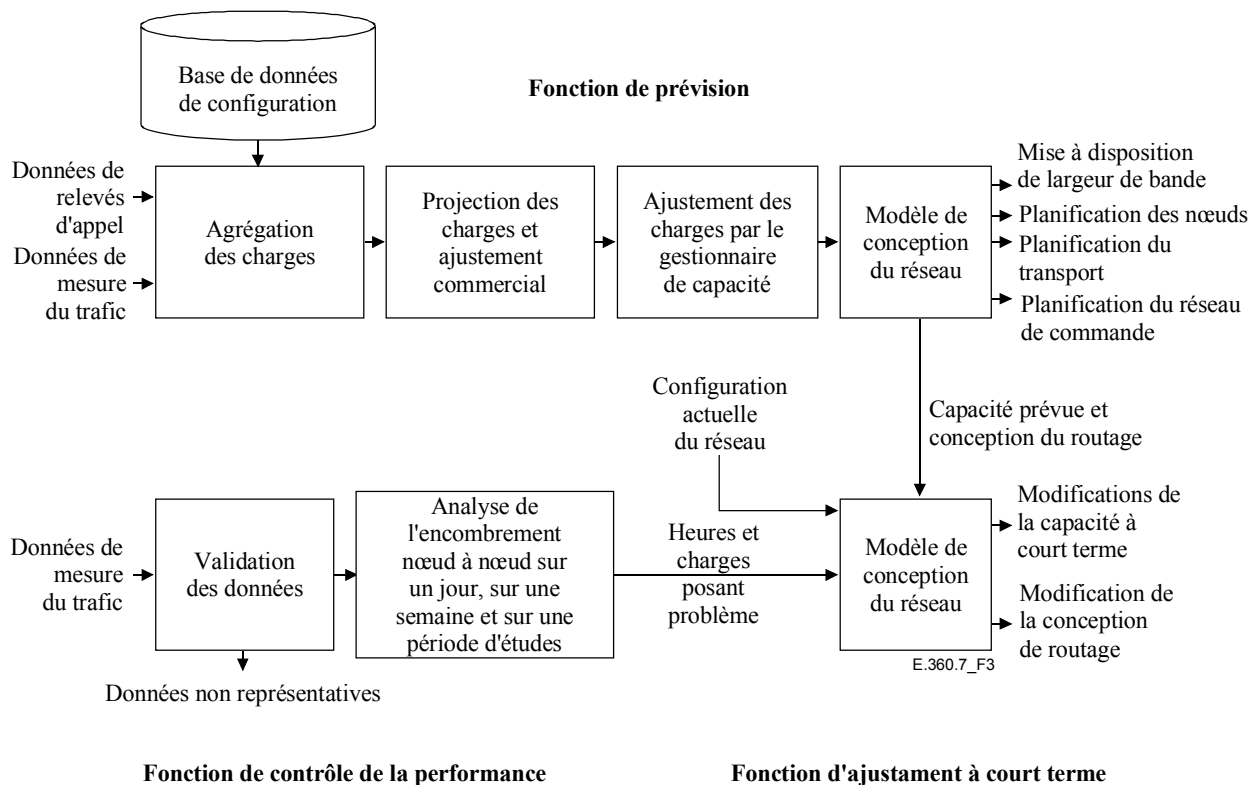 Base de données
de configuration
Fonction de prévision
Données de
relevés
d'appel
Données de
mesure
du trafic
Agrégation
des charges
Projection des
charges et
ajustement
commercial
Ajustement des
charges par le
gestionnaire
de capacité
Modèle de
conception
du réseau
Mise à disposition
de largeur de bande
Planification des nœuds
Planification du
transport
Planification du réseau
de commande
Configuration
actuelle
du réseau
Capacité prévue et
conception du routage
Données de
mesure
du trafic
Validation
des données
Analyse de
l'encombrement
nœud à nœud sur
un jour, sur une
semaine et sur une
période d'études
Heures et
charges
posant
problème
Modèle de
conception
du réseau
Modifications de
la capacité à
court terme
Modification de
la conception
de routage
E.360.7_F3
Données non représentatives
Fonction de contrôle de la performance
Fonction d'ajustament à court terme